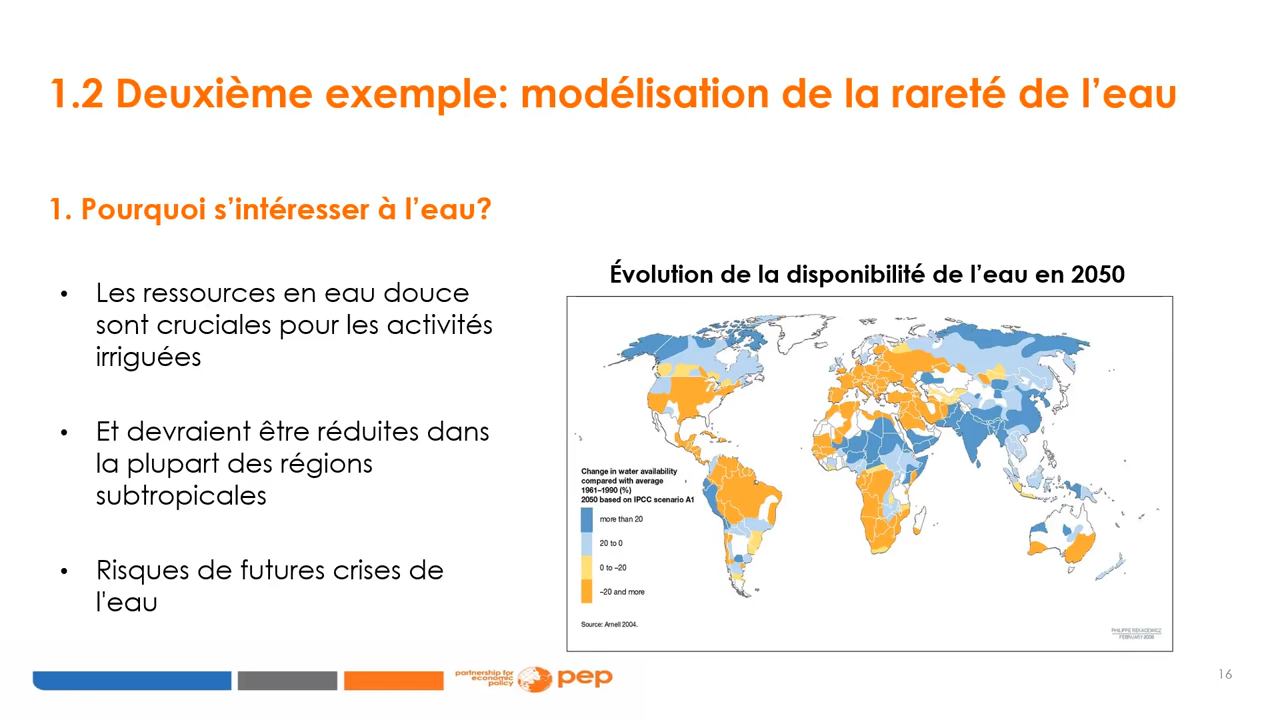 1.2 Deuxième exemple: modélisation de la rareté de l’eau
1. Pourquoi s’intéresser à l’eau?
• Les ressources en eau douce
sont cruciales pour les activités
irriguées
• Et devraient être réduites dans
la plupart des régions
subtropicales
• Risques de futures crises de
l'eau
Évolution de la disponibilité de l’eau en 2050
Change in water availability
compared with average
1961–1990 (%)
2050 based on IPCC scenario A1
more than 20
20 to 0
0 to –20
–20 and more
Source: Arnell 2004.
PHILIPPE REKACEWICZ
FEBRUARY 2006
partnership for
economic
policy
pep
16